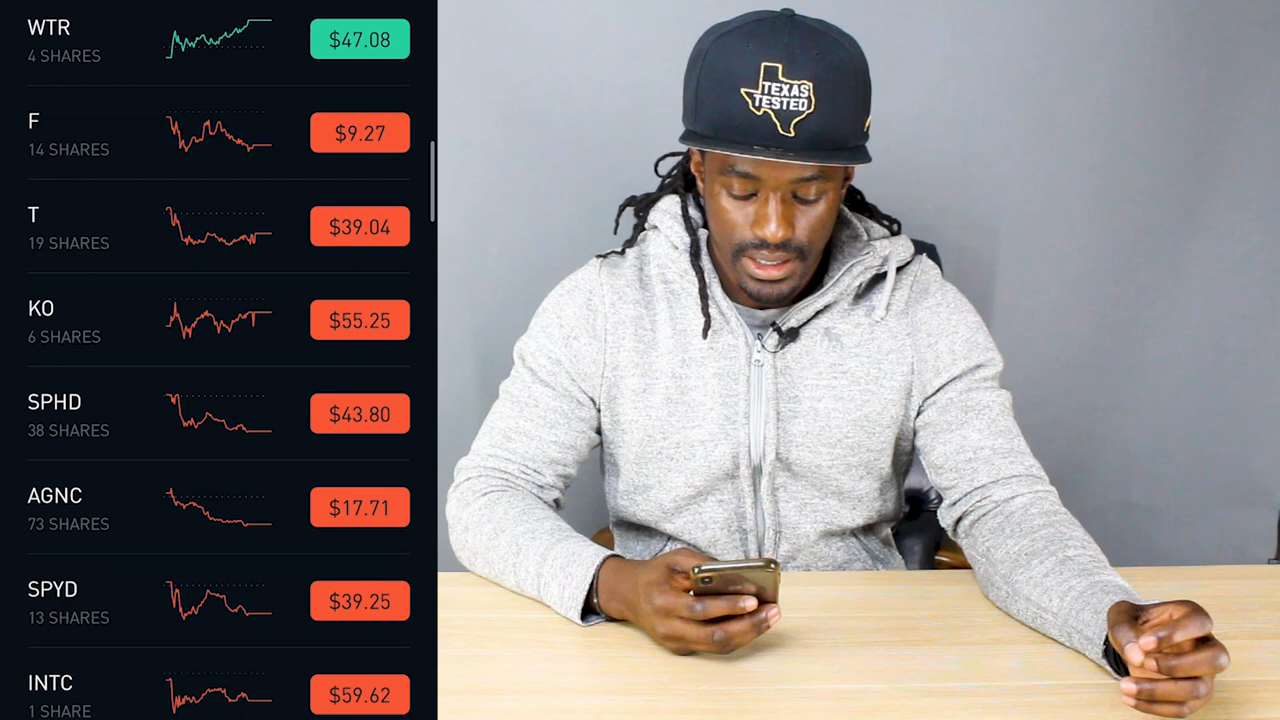 WTR
4 SHARES
$47.08
F
14 SHARES
$9.27
T
19 SHARES
$39.04
KO
6 SHARES
$55.25
SPHD
38 SHARES
$43.80
AGNC
73 SHARES
$17.71
SPYD
13 SHARES
$39.25
INTC
1 SHARE
$59.62
TEXAS
TESTED